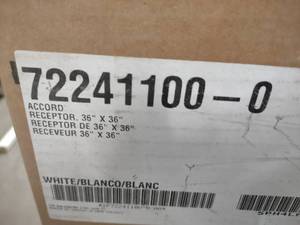 72241100-0
ACCORD
RECEPTOR. 36" X 36"
RECEPTOR DE 36" X 36"
RECEVEUR 36" X 36"
WHITE/BLANCO/BLANC